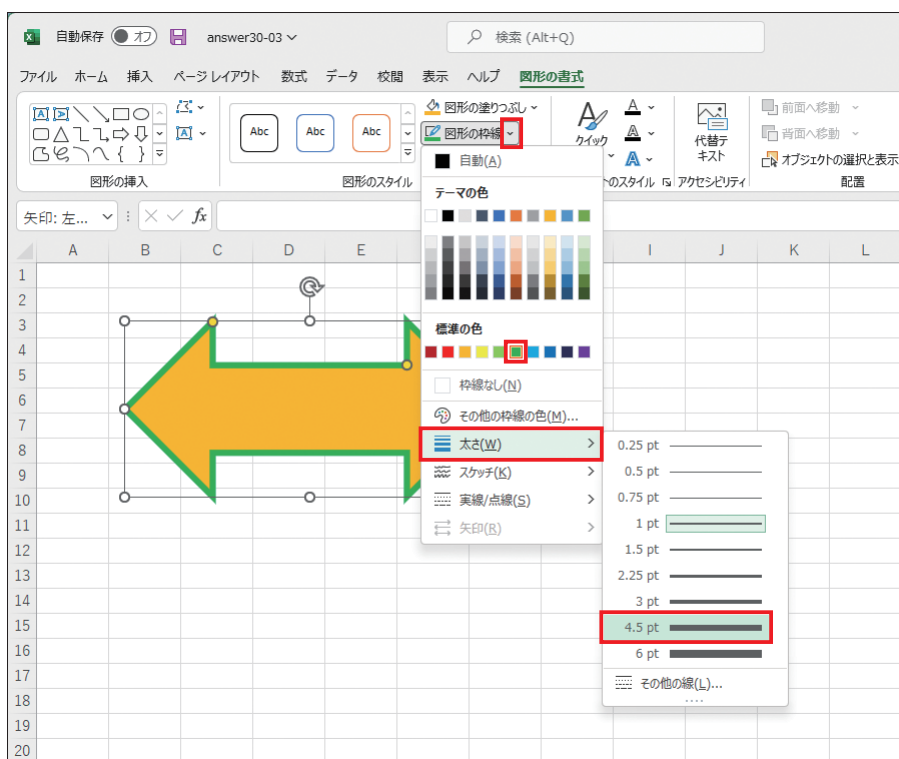 自動保存 オフ answer30-03 検索 (Alt+Q)
ファイル ホーム 挿入 ページ レイアウト 数式 データ 校閲 表示 ヘルプ 図形の書式
Abc Abc Abc
図形の塗りつぶし
図形の枠線
クイック
代替テ
キスト
前面へ移動
背面へ移動
オブジェクトの選択と表示
図形の挿入 図形のスタイル のスタイル アクセシビリティ 配置
矢印: 左... fx
A B C D E I J K L
1
2
3
4
5
6
7
8
9
10
11
12
13
14
15
16
17
18
19
20
自動(A)
テーマの色
標準の色
枠線なし(N)
その他の枠線の色(M)...
太さ(W)
スケッチ(K)
実線/点線(S)
矢印(R)
0.25 pt
0.5 pt
0.75 pt
1 pt
1.5 pt
2.25 pt
3 pt
4.5 pt
6 pt
その他の線(L)...